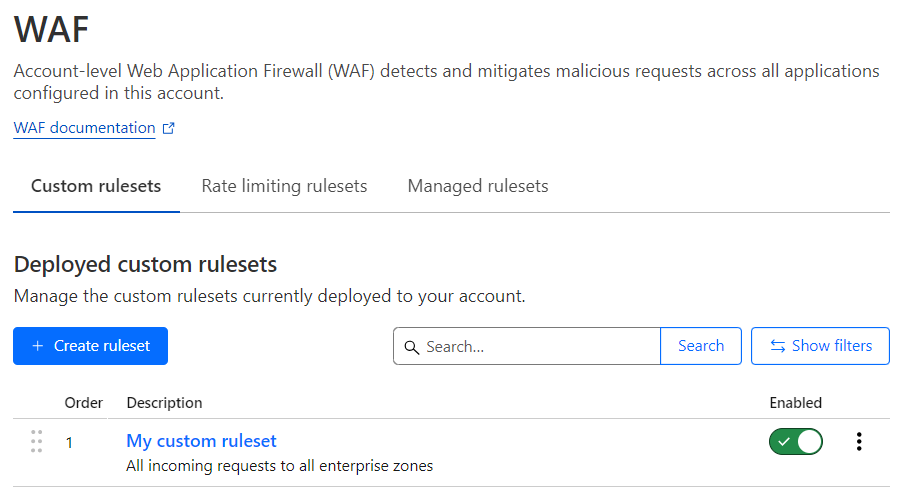 WAF
Account-level Web Application Firewall (WAF) detects and mitigates malicious requests across all applications
configured in this account.
WAF documentation
Custom rulesets Rate limiting rulesets Managed rulesets
Deployed custom rulesets
Manage the custom rulesets currently deployed to your account.
+ Create ruleset Search... Search Show filters
Order Description Enabled
1 My custom ruleset
All incoming requests to all enterprise zones